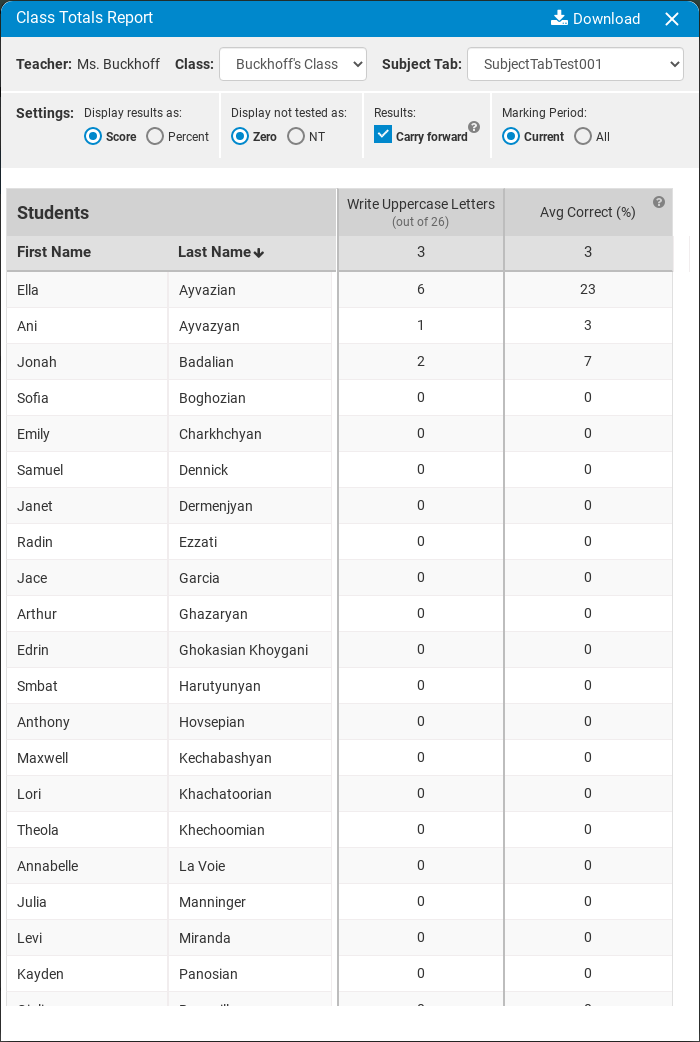 Class Totals Report Download
Teacher: Ms. Buckhoff Class: Buckhoff's Class Subject Tab: SubjectTabTest001
Settings: Display results as: Display not tested as: Results: Marking Period:
Score Percent Zero NT Carry forward ? Current All
Students Write Uppercase Letters (out of 26) Avg Correct (%) ?
First Name Last Name 3 3
Ella Ayvazian 6 23
Ani Ayvazyan 1 3
Jonah Badalian 2 7
Sofia Boghozian 0 0
Emily Charkhchyan 0 0
Samuel Dennick 0 0
Janet Dermenjyan 0 0
Radin Ezzati 0 0
Jace Garcia 0 0
Arthur Ghazaryan 0 0
Edrin Ghokasian Khoygani 0 0
Smbat Harutyunyan 0 0
Anthony Hovsepian 0 0
Maxwell Kechabashyan 0 0
Lori Khachatoorian 0 0
Theola Khechoomian 0 0
Annabelle La Voie 0 0
Julia Manninger 0 0
Levi Miranda 0 0
Kayden Panosian 0 0